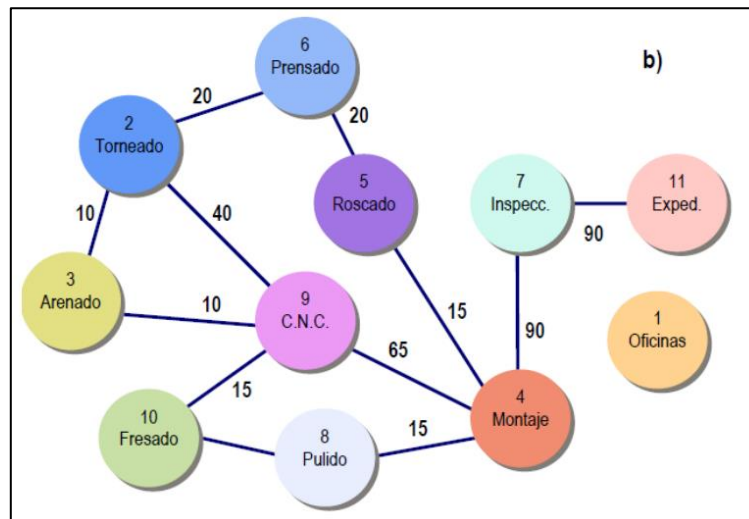 6
Prensado
b)
20
2
Torneado
20
5
Roscado
7
Inspecc.
11
Exped.
10
40
90
3
Arenado
10
9
C.N.C.
15
1
Oficinas
65
90
15
4
Montaje
10
Fresado
8
Pulido
15